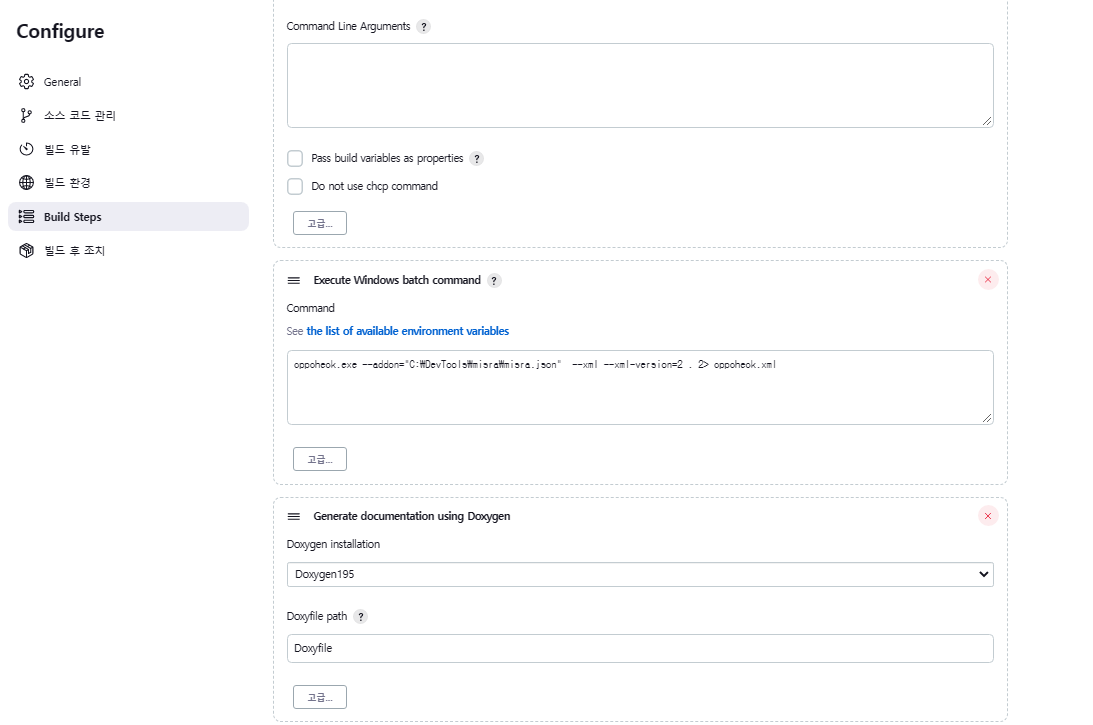 Configure
General
소스 코드 관리
빌드 유발
빌드 환경
Build Steps
빌드 후 조치
Command Line Arguments ?
Pass build variables as properties ?
Do not use chcp command
고급...
Execute Windows batch command ?
Command
See the list of available environment variables
cppcheck.exe --addon="C:₩DevTools₩misra₩misra.json"  --xml --xml-version=2 . 2> cppcheck.xml
고급...
Generate documentation using Doxygen
Doxygen installation
Doxygen195
Doxyfile path ?
Doxyfile
고급...